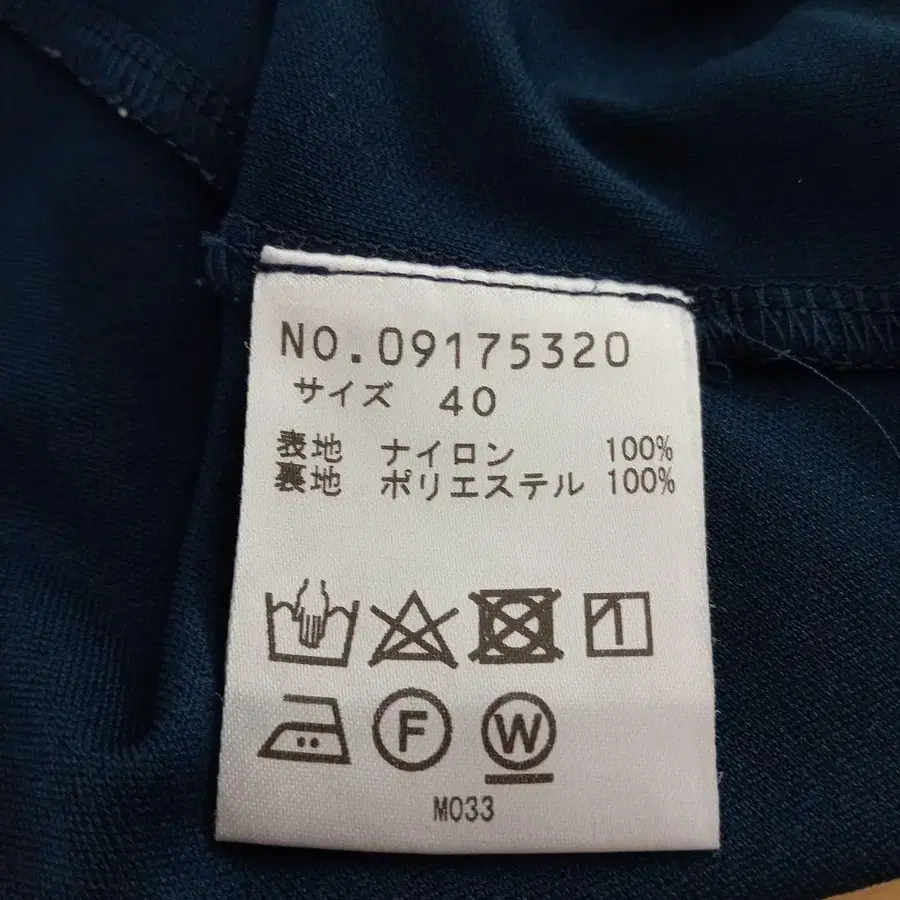 NO.09175320
サイズ 40
表地 ナイロン 100%
裏地 ポリエステル 100%
F W
M033